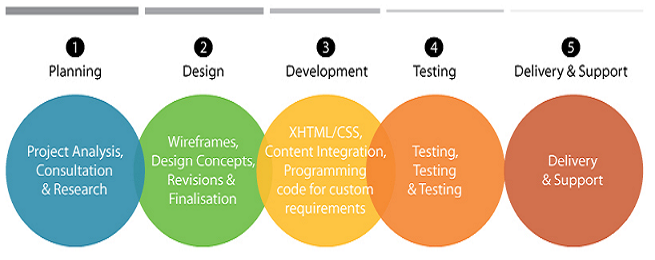 1
Planning
Project Analysis,
Consultation
& Research
2
Design
Wireframes,
Design Concepts,
Revisions &
Finalisation
3
Development
XHTML/CSS,
Content Integration,
Programming
code for custom
requirements
4
Testing
Testing,
Testing
& Testing
5
Delivery & Support
Delivery
& Support